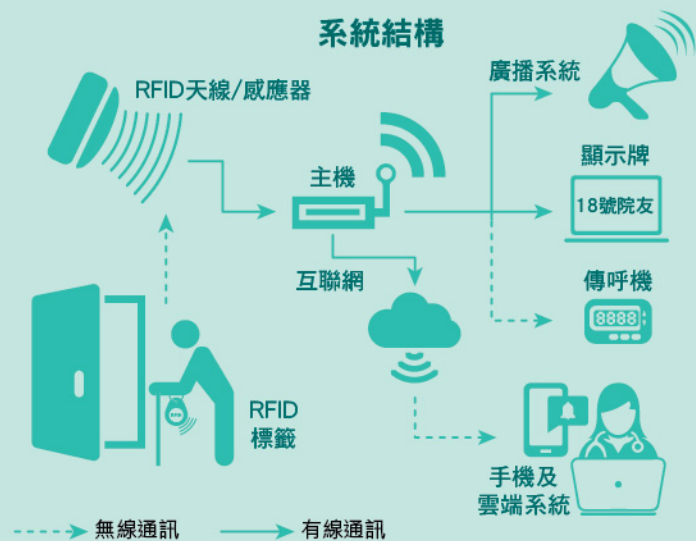 系統結構
RFID天線/感應器
廣播系統
主機
顯示牌
18號院友
互聯網
傳呼機
8888
RFID
標籤
手機及
雲端系統
無線通訊
有線通訊